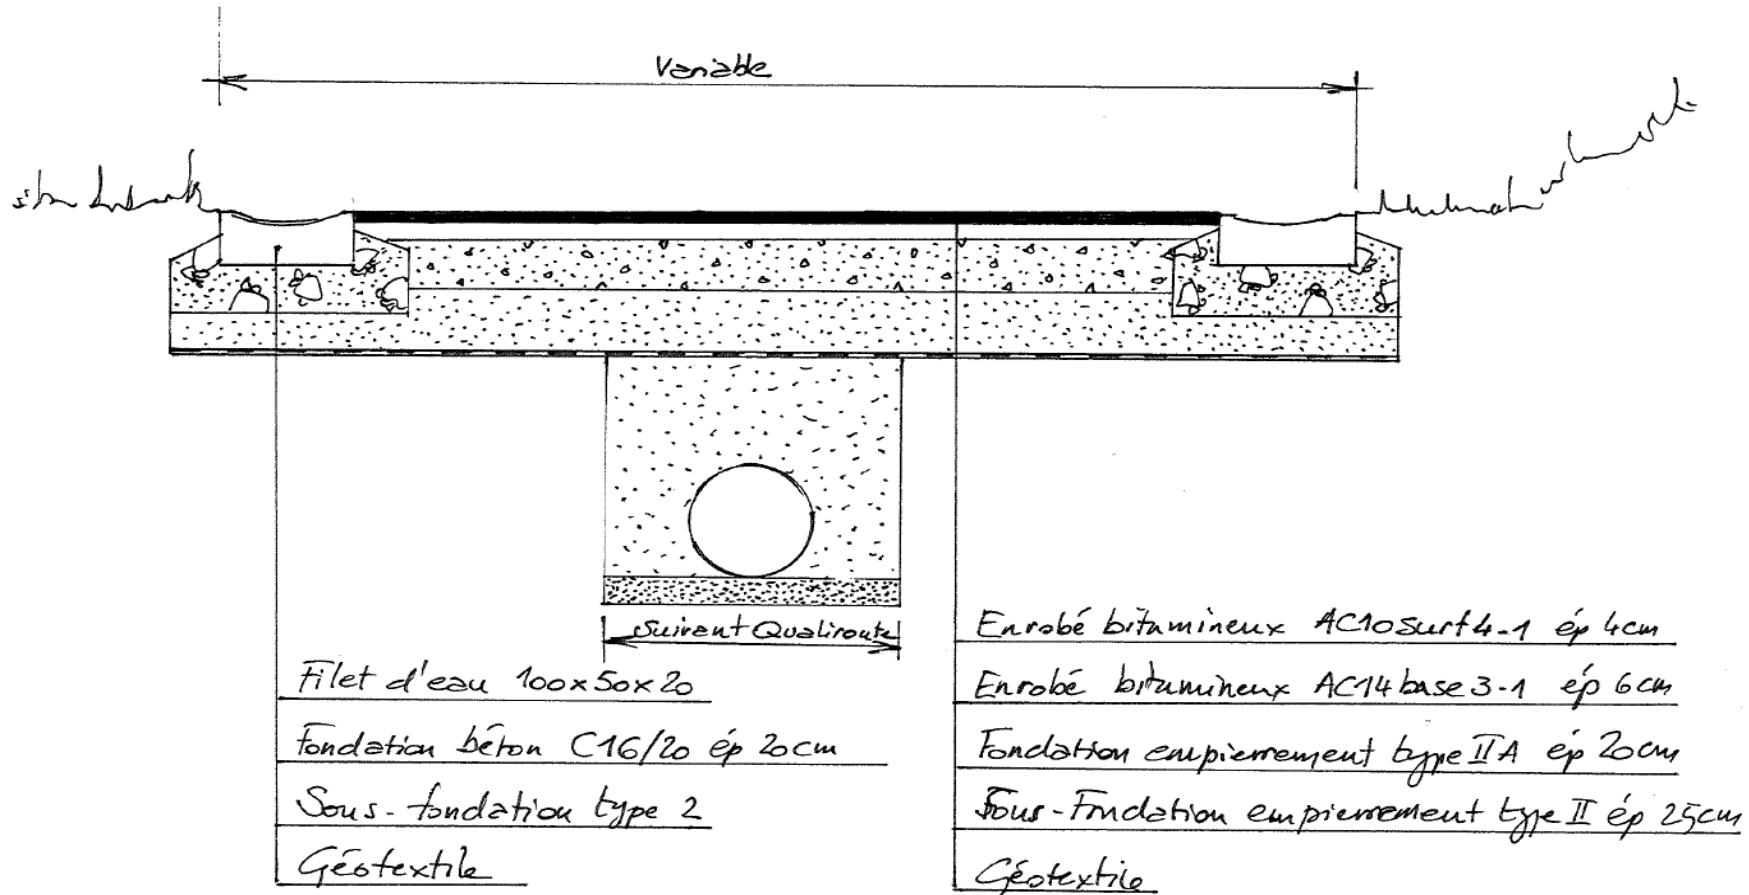 Variable
Suivant Qualiroute
Filet d'eau 100x50x20
Fondation béton C16/20 ép 20cm
Sous-fondation type 2
Géotextile
Enrobé bitumineux AC10surf4-1 ép 4cm
Enrobé bitumineux AC14base3-1 ép 6cm
Fondation empierrement type IIA ép 20cm
Sous-Fondation empierrement type II ép 25cm
Géotextile